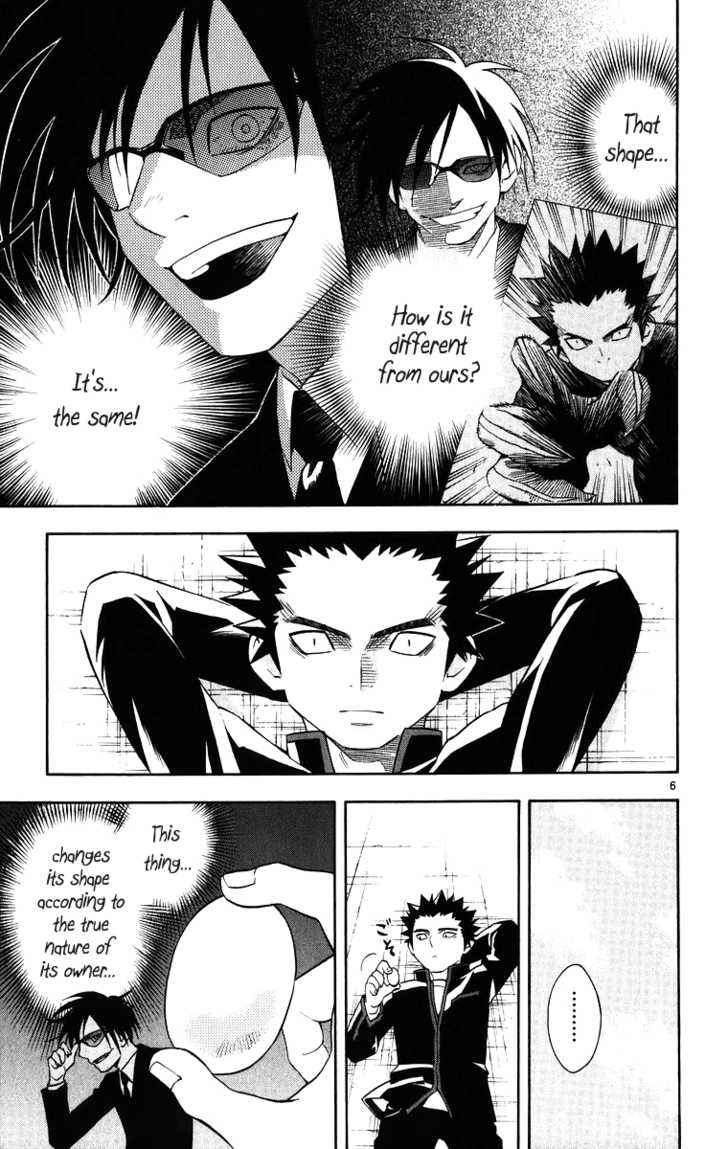 That
shape...
How is it
different
from ours?
It's...
the same!
6
.......
This
thing...
changes
its shape
according to
the true
nature of
its owner...